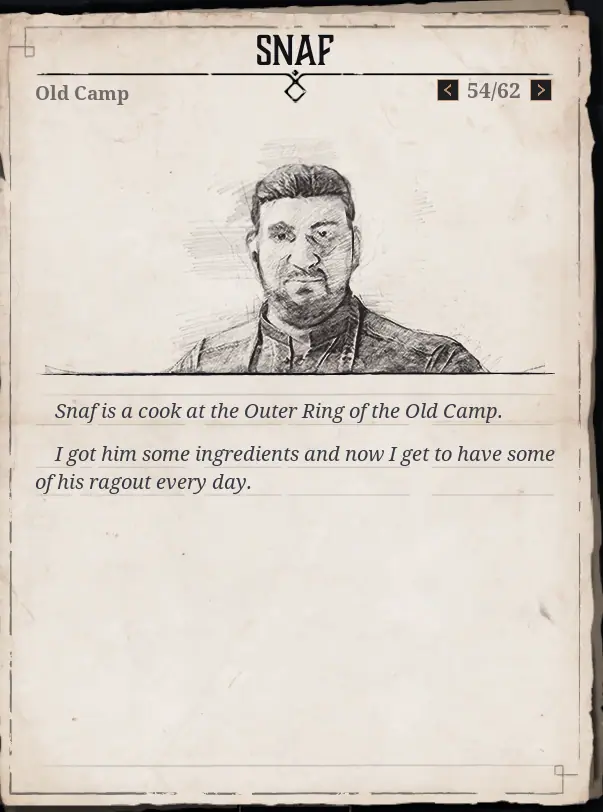 SNAF
Old Camp
54/62
Snaf is a cook at the Outer Ring of the Old Camp.
I got him some ingredients and now I get to have some
of his ragout every day.